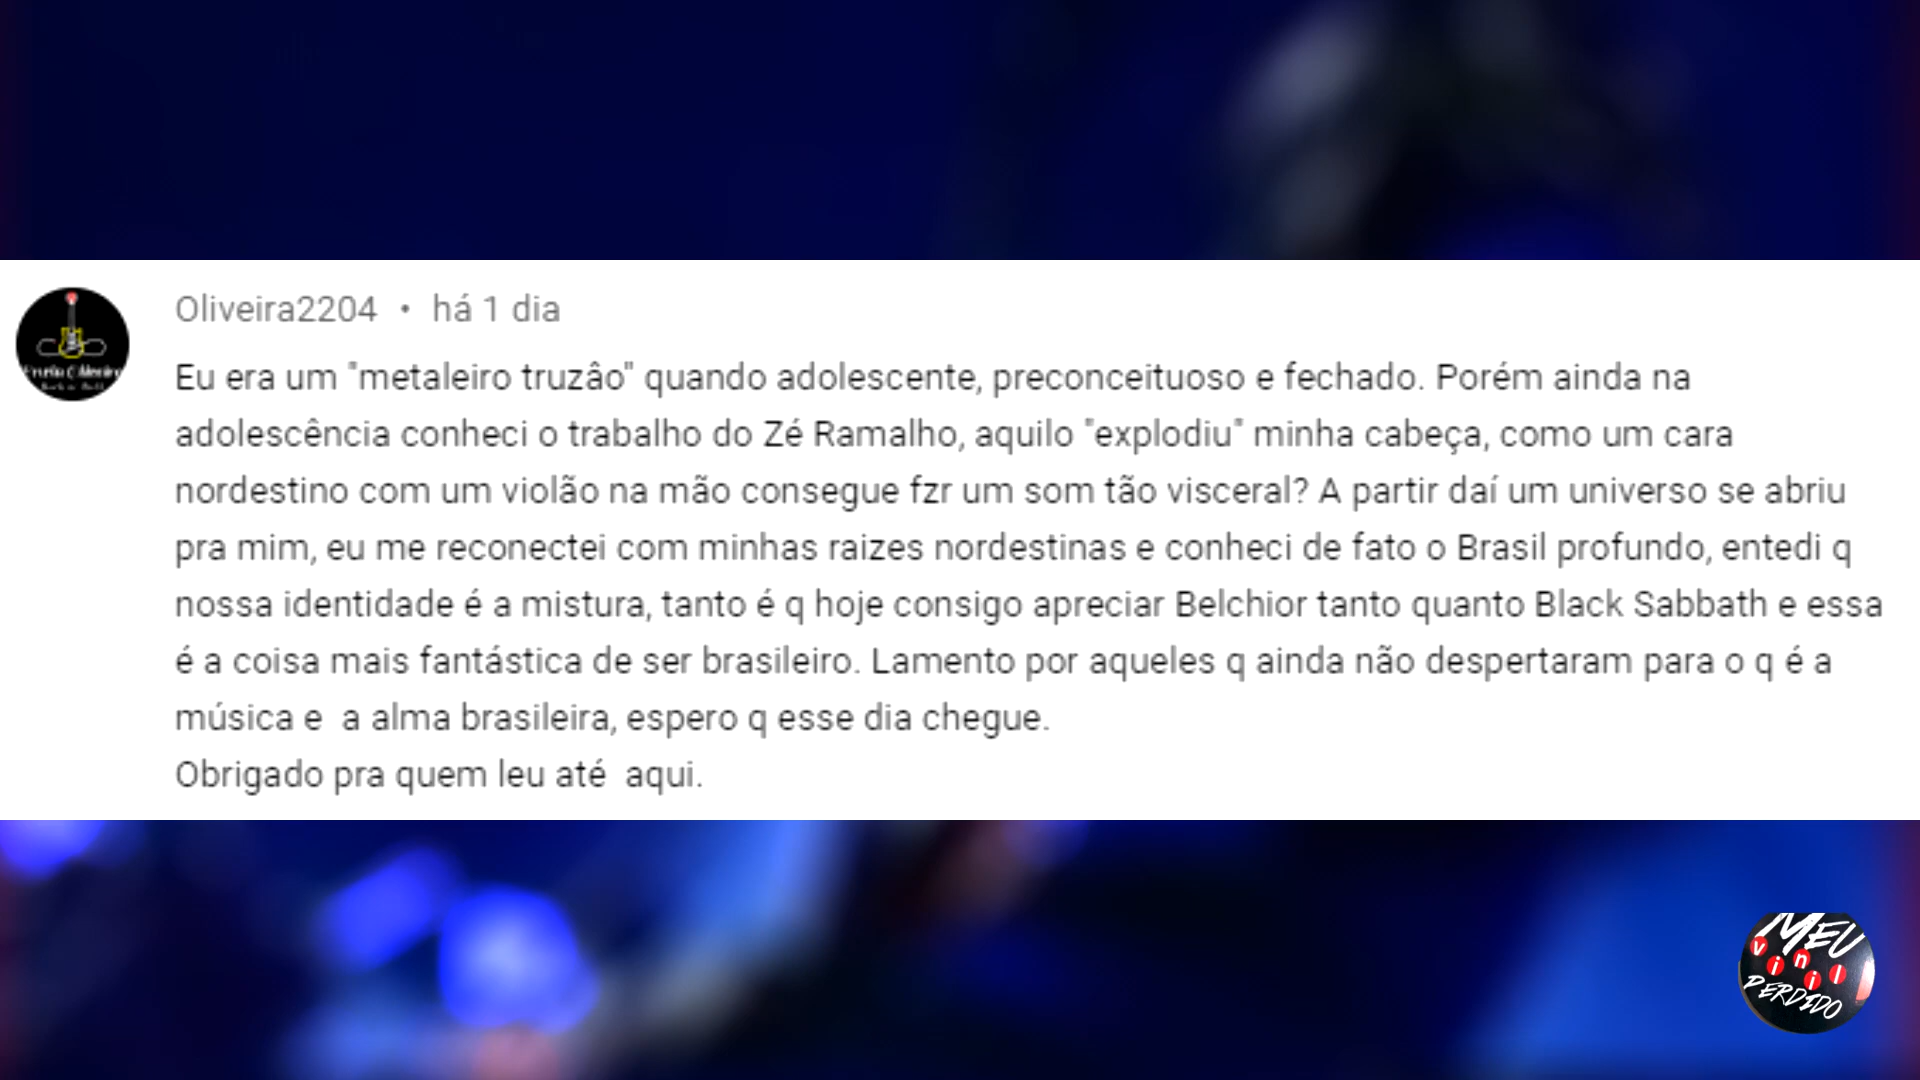 Oliveira2204 • há 1 dia
Eu era um "metaleiro truzâo" quando adolescente, preconceituoso e fechado. Porém ainda na
adolescência conheci o trabalho do Zé Ramalho, aquilo "explodiu" minha cabeça, como um cara
nordestino com um violão na mão consegue fzr um som tão visceral? A partir daí um universo se abriu
pra mim, eu me reconectei com minhas raizes nordestinas e conheci de fato o Brasil profundo, entedi q
nossa identidade é a mistura, tanto é q hoje consigo apreciar Belchior tanto quanto Black Sabbath e essa
é a coisa mais fantástica de ser brasileiro. Lamento por aqueles q ainda não despertaram para o q é a
música e  a alma brasileira, espero q esse dia chegue.
Obrigado pra quem leu até  aqui.
MEU
vinil
PERDIDO